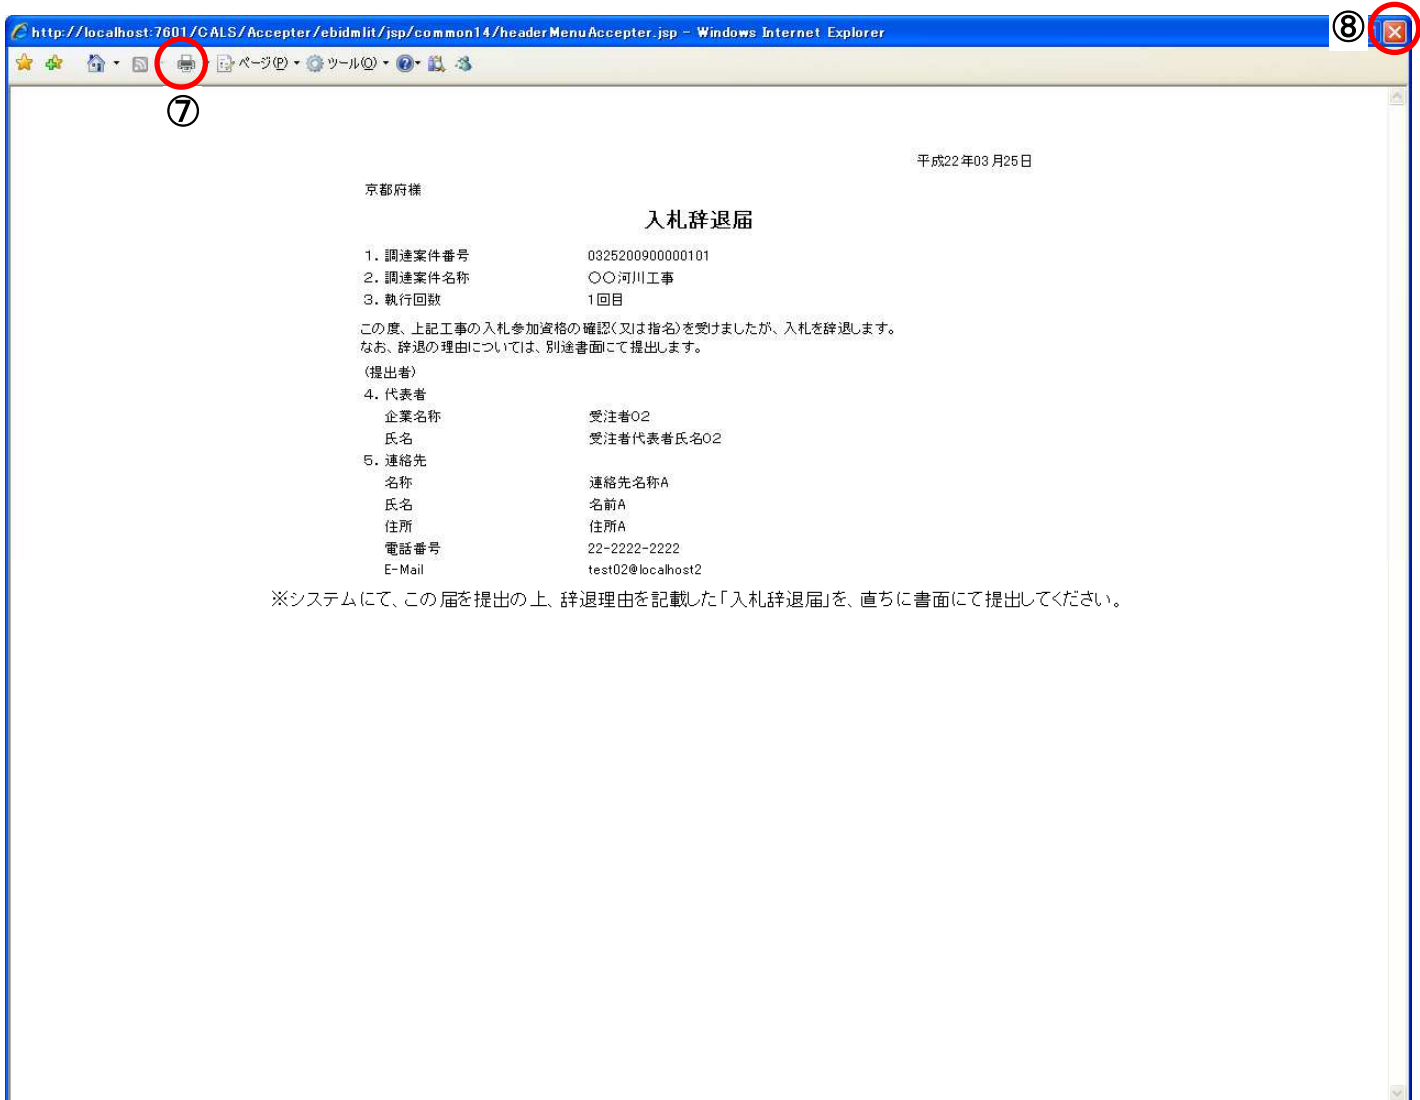 http://localhost:7601/CALS/Accepter/ebidmlit/jsp/common14/headerMenuAccepter.jsp - Windows Internet Explorer
⑧
ページ(P) ツール(O)
⑦
平成22年03月25日
京都府様
入札辞退届
1. 調達案件番号 0325200900000101
2. 調達案件名称 〇〇河川工事
3. 執行回数 1回目
この度、上記工事の入札参加資格の確認(又は指名)を受けましたが、入札を辞退します。
なお、辞退の理由については、別途書面にて提出します。
(提出者)
4. 代表者
企業名称 受注者02
氏名 受注者代表者氏名02
5. 連絡先
名称 連絡先名称A
氏名 名前A
住所 住所A
電話番号 22-2222-2222
E-Mail test02@localhost2
※システムにて、この届を提出の上、辞退理由を記載した「入札辞退届」を、直ちに書面にて提出してください。